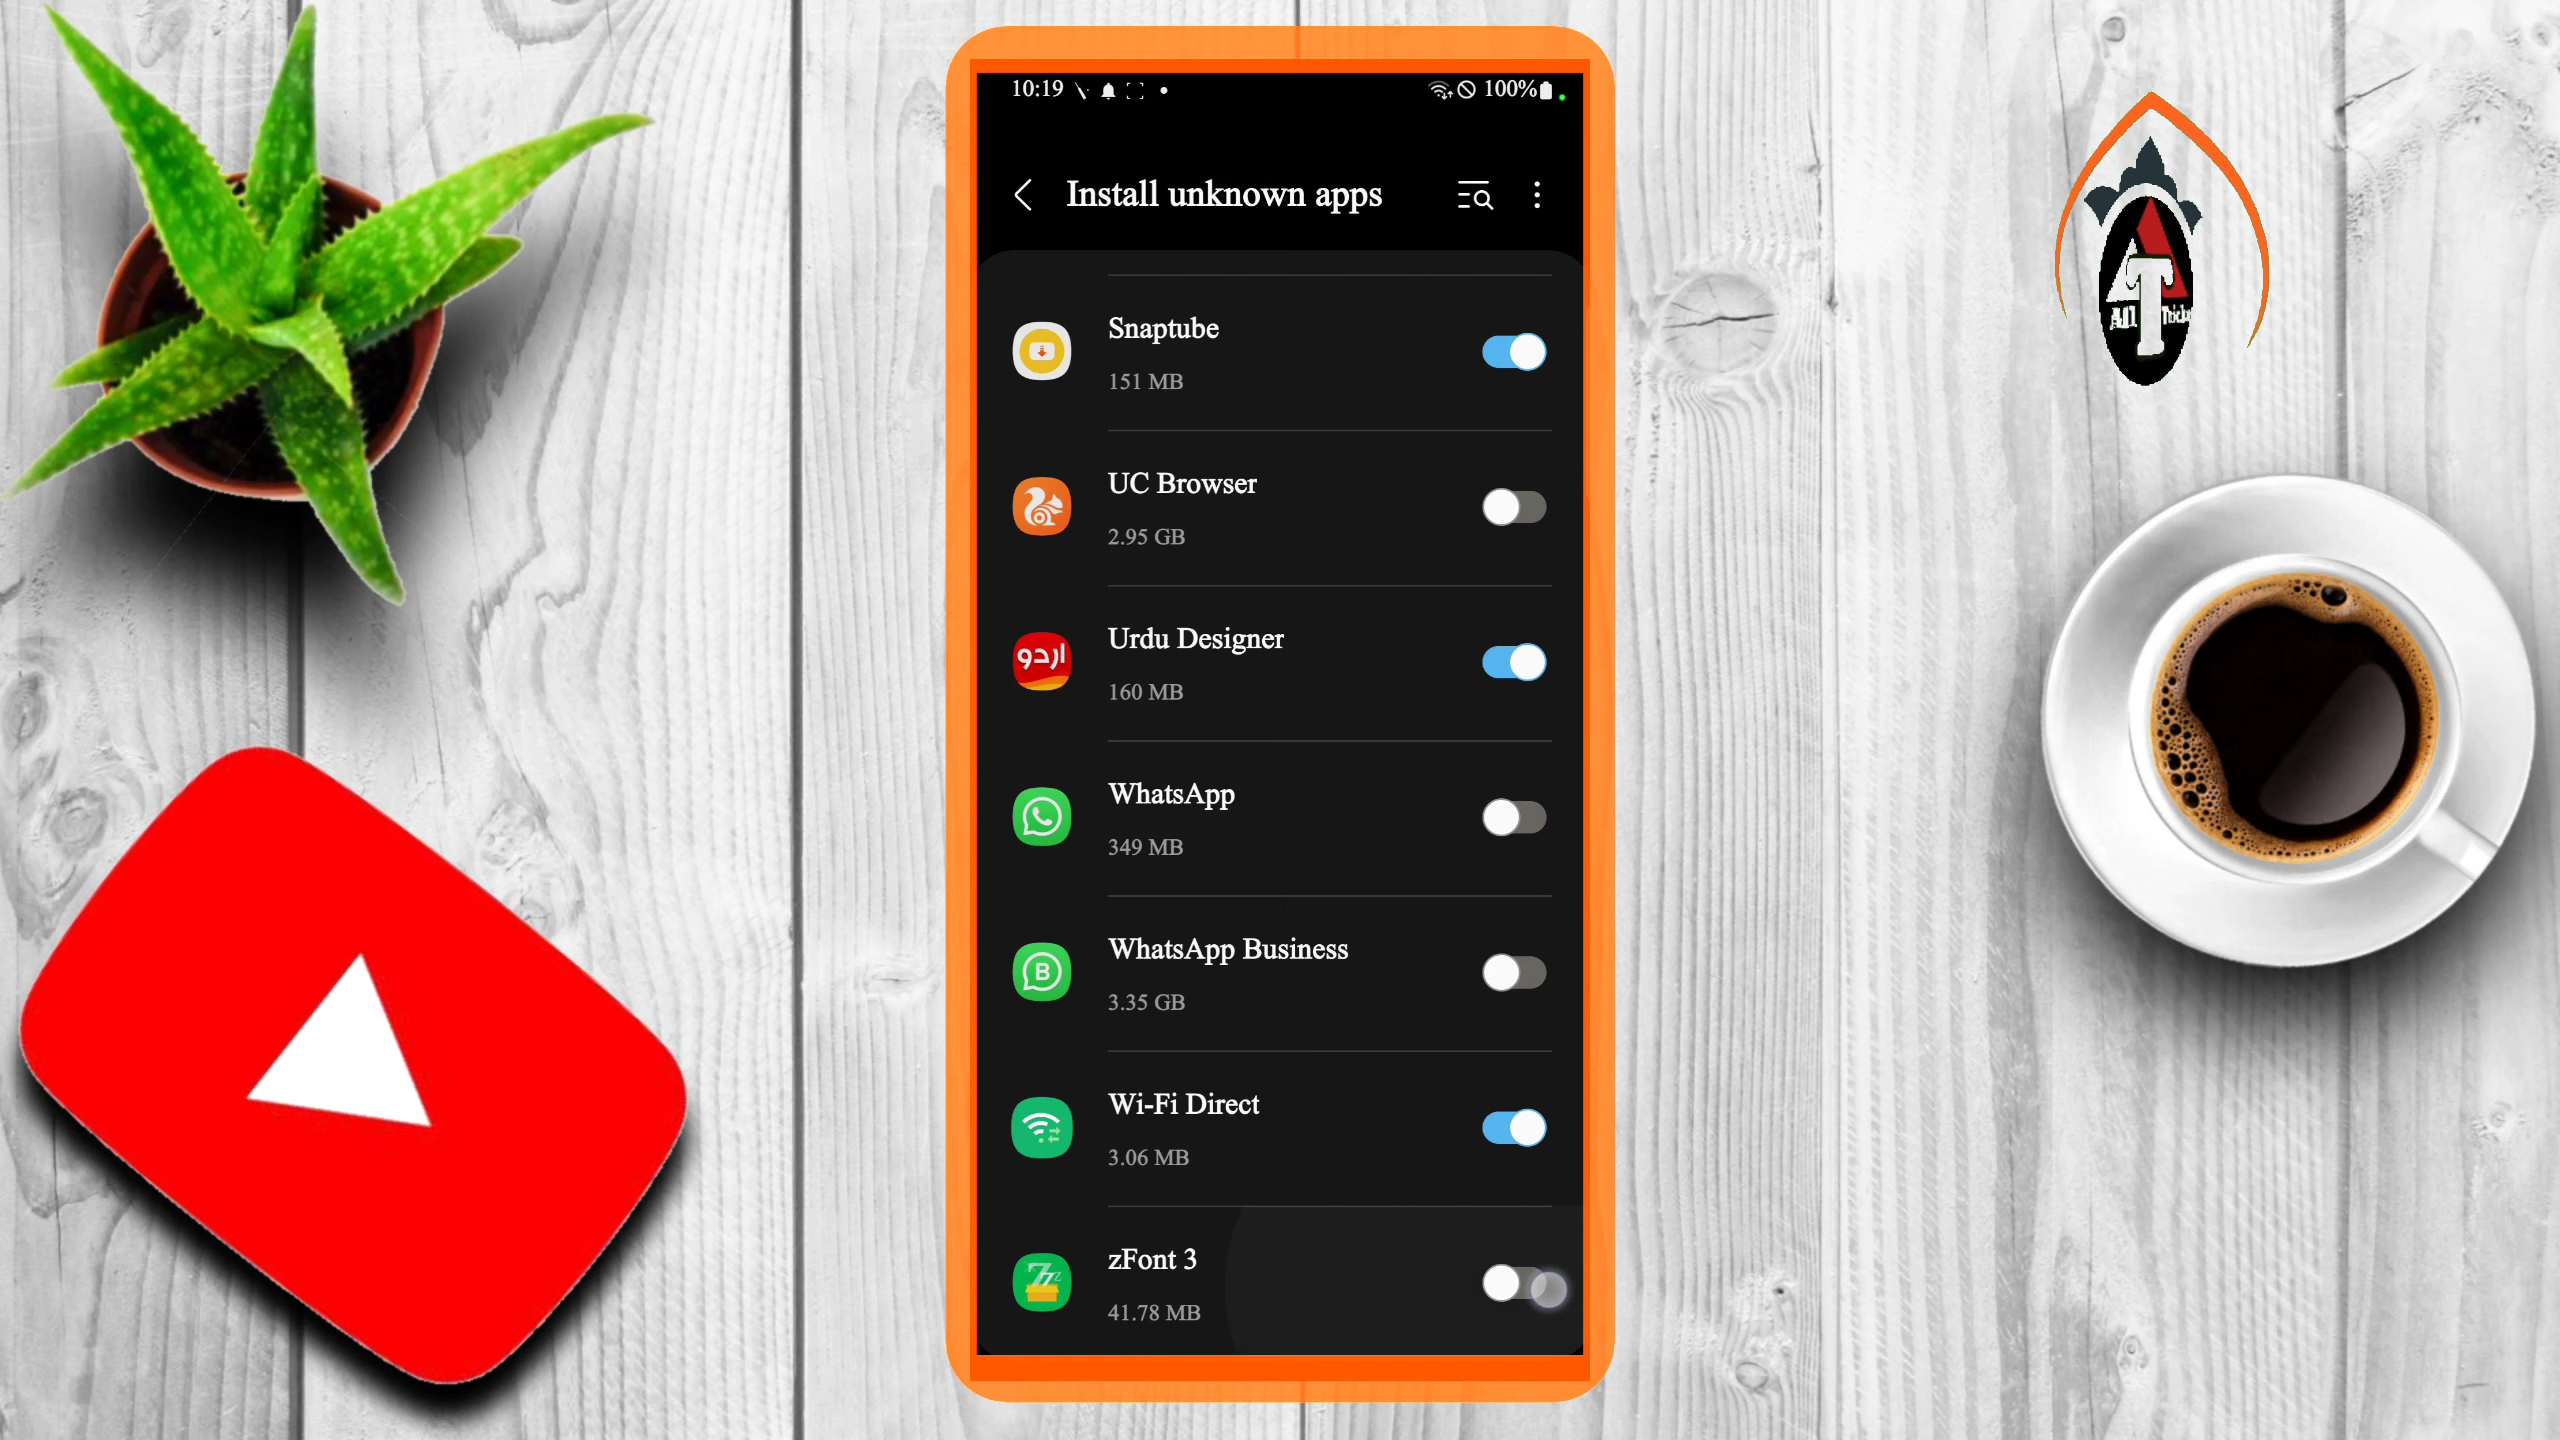 10:19
100%
Install unknown apps
Snaptube
151 MB
UC Browser
2.95 GB
اردو
Urdu Designer
160 MB
WhatsApp
349 MB
B
WhatsApp Business
3.35 GB
Wi-Fi Direct
3.06 MB
zFont 3
41.78 MB
AT
All Tricks